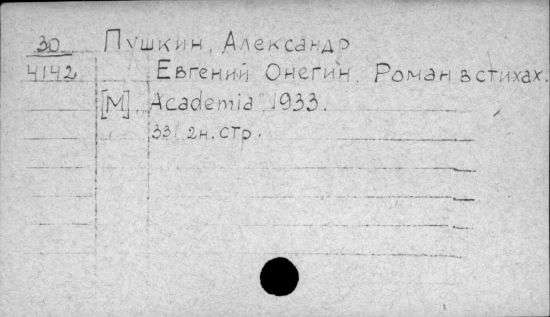 30 Пушкин, Александр
4142 Евгений Онегин. Роман в стихах.
[М], "Academia" 1933.
331 2н. стр.